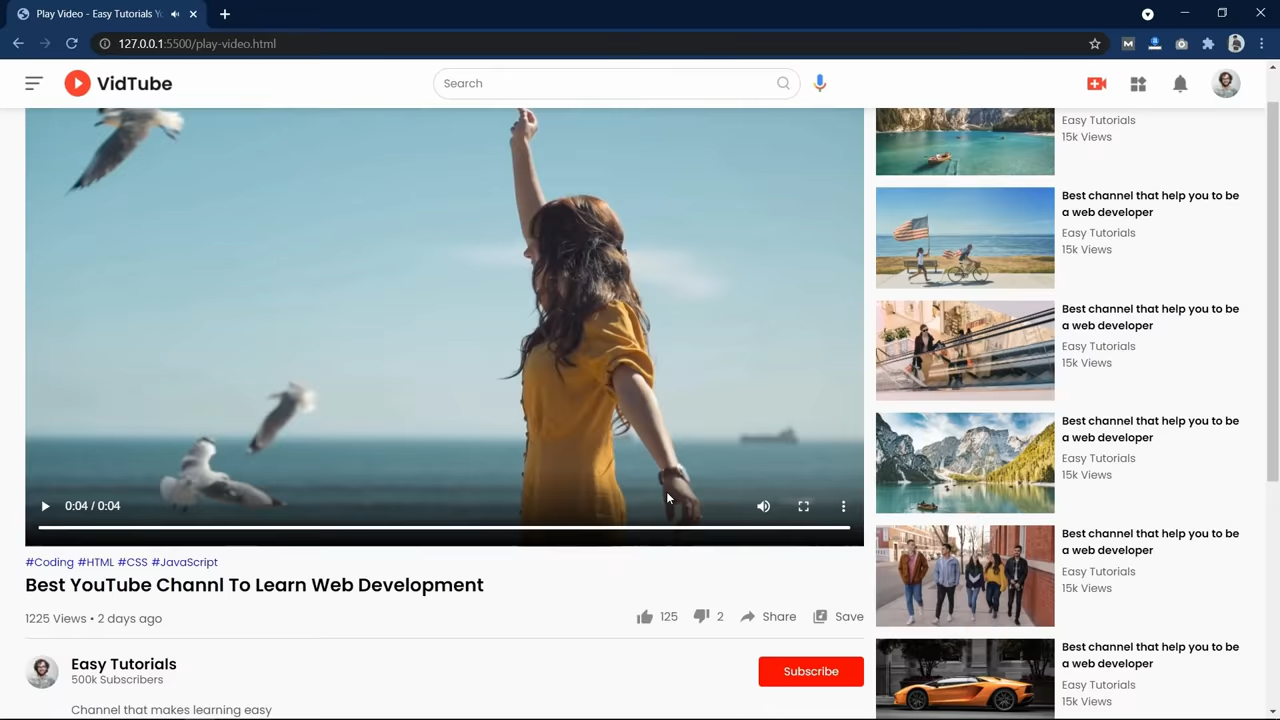 Play Video - Easy Tutorials Yo
127.0.0.1:5500/play-video.html
VidTube
Search
Easy Tutorials
15k Views
Best channel that help you to be
a web developer
Easy Tutorials
15k Views
Best channel that help you to be
a web developer
Easy Tutorials
15k Views
Best channel that help you to be
a web developer
Easy Tutorials
15k Views
Best channel that help you to be
a web developer
Easy Tutorials
15k Views
Best channel that help you to be
a web developer
Easy Tutorials
15k Views
0:04 / 0:04
#Coding #HTML #CSS #JavaScript
Best YouTube Channl To Learn Web Development
1225 Views • 2 days ago
125 2 Share Save
Easy Tutorials
500k Subscribers
Subscribe
Channel that makes learning easy